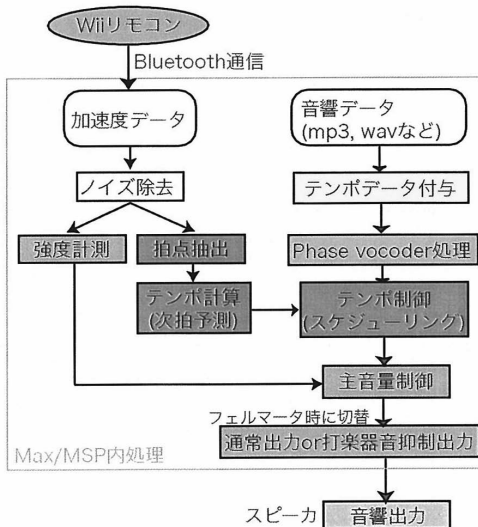 Wiiリモコン
Bluetooth通信
加速度データ
音響データ
(mp3, wavなど)
ノイズ除去
テンポデータ付与
強度計測
拍点抽出
Phase vocoder処理
テンポ計算
(次拍予測)
テンポ制御
(スケジューリング)
主音量制御
フェルマータ時に切替
通常出力or打楽器音抑制出力
Max/MSP内処理
スピーカ
音響出力